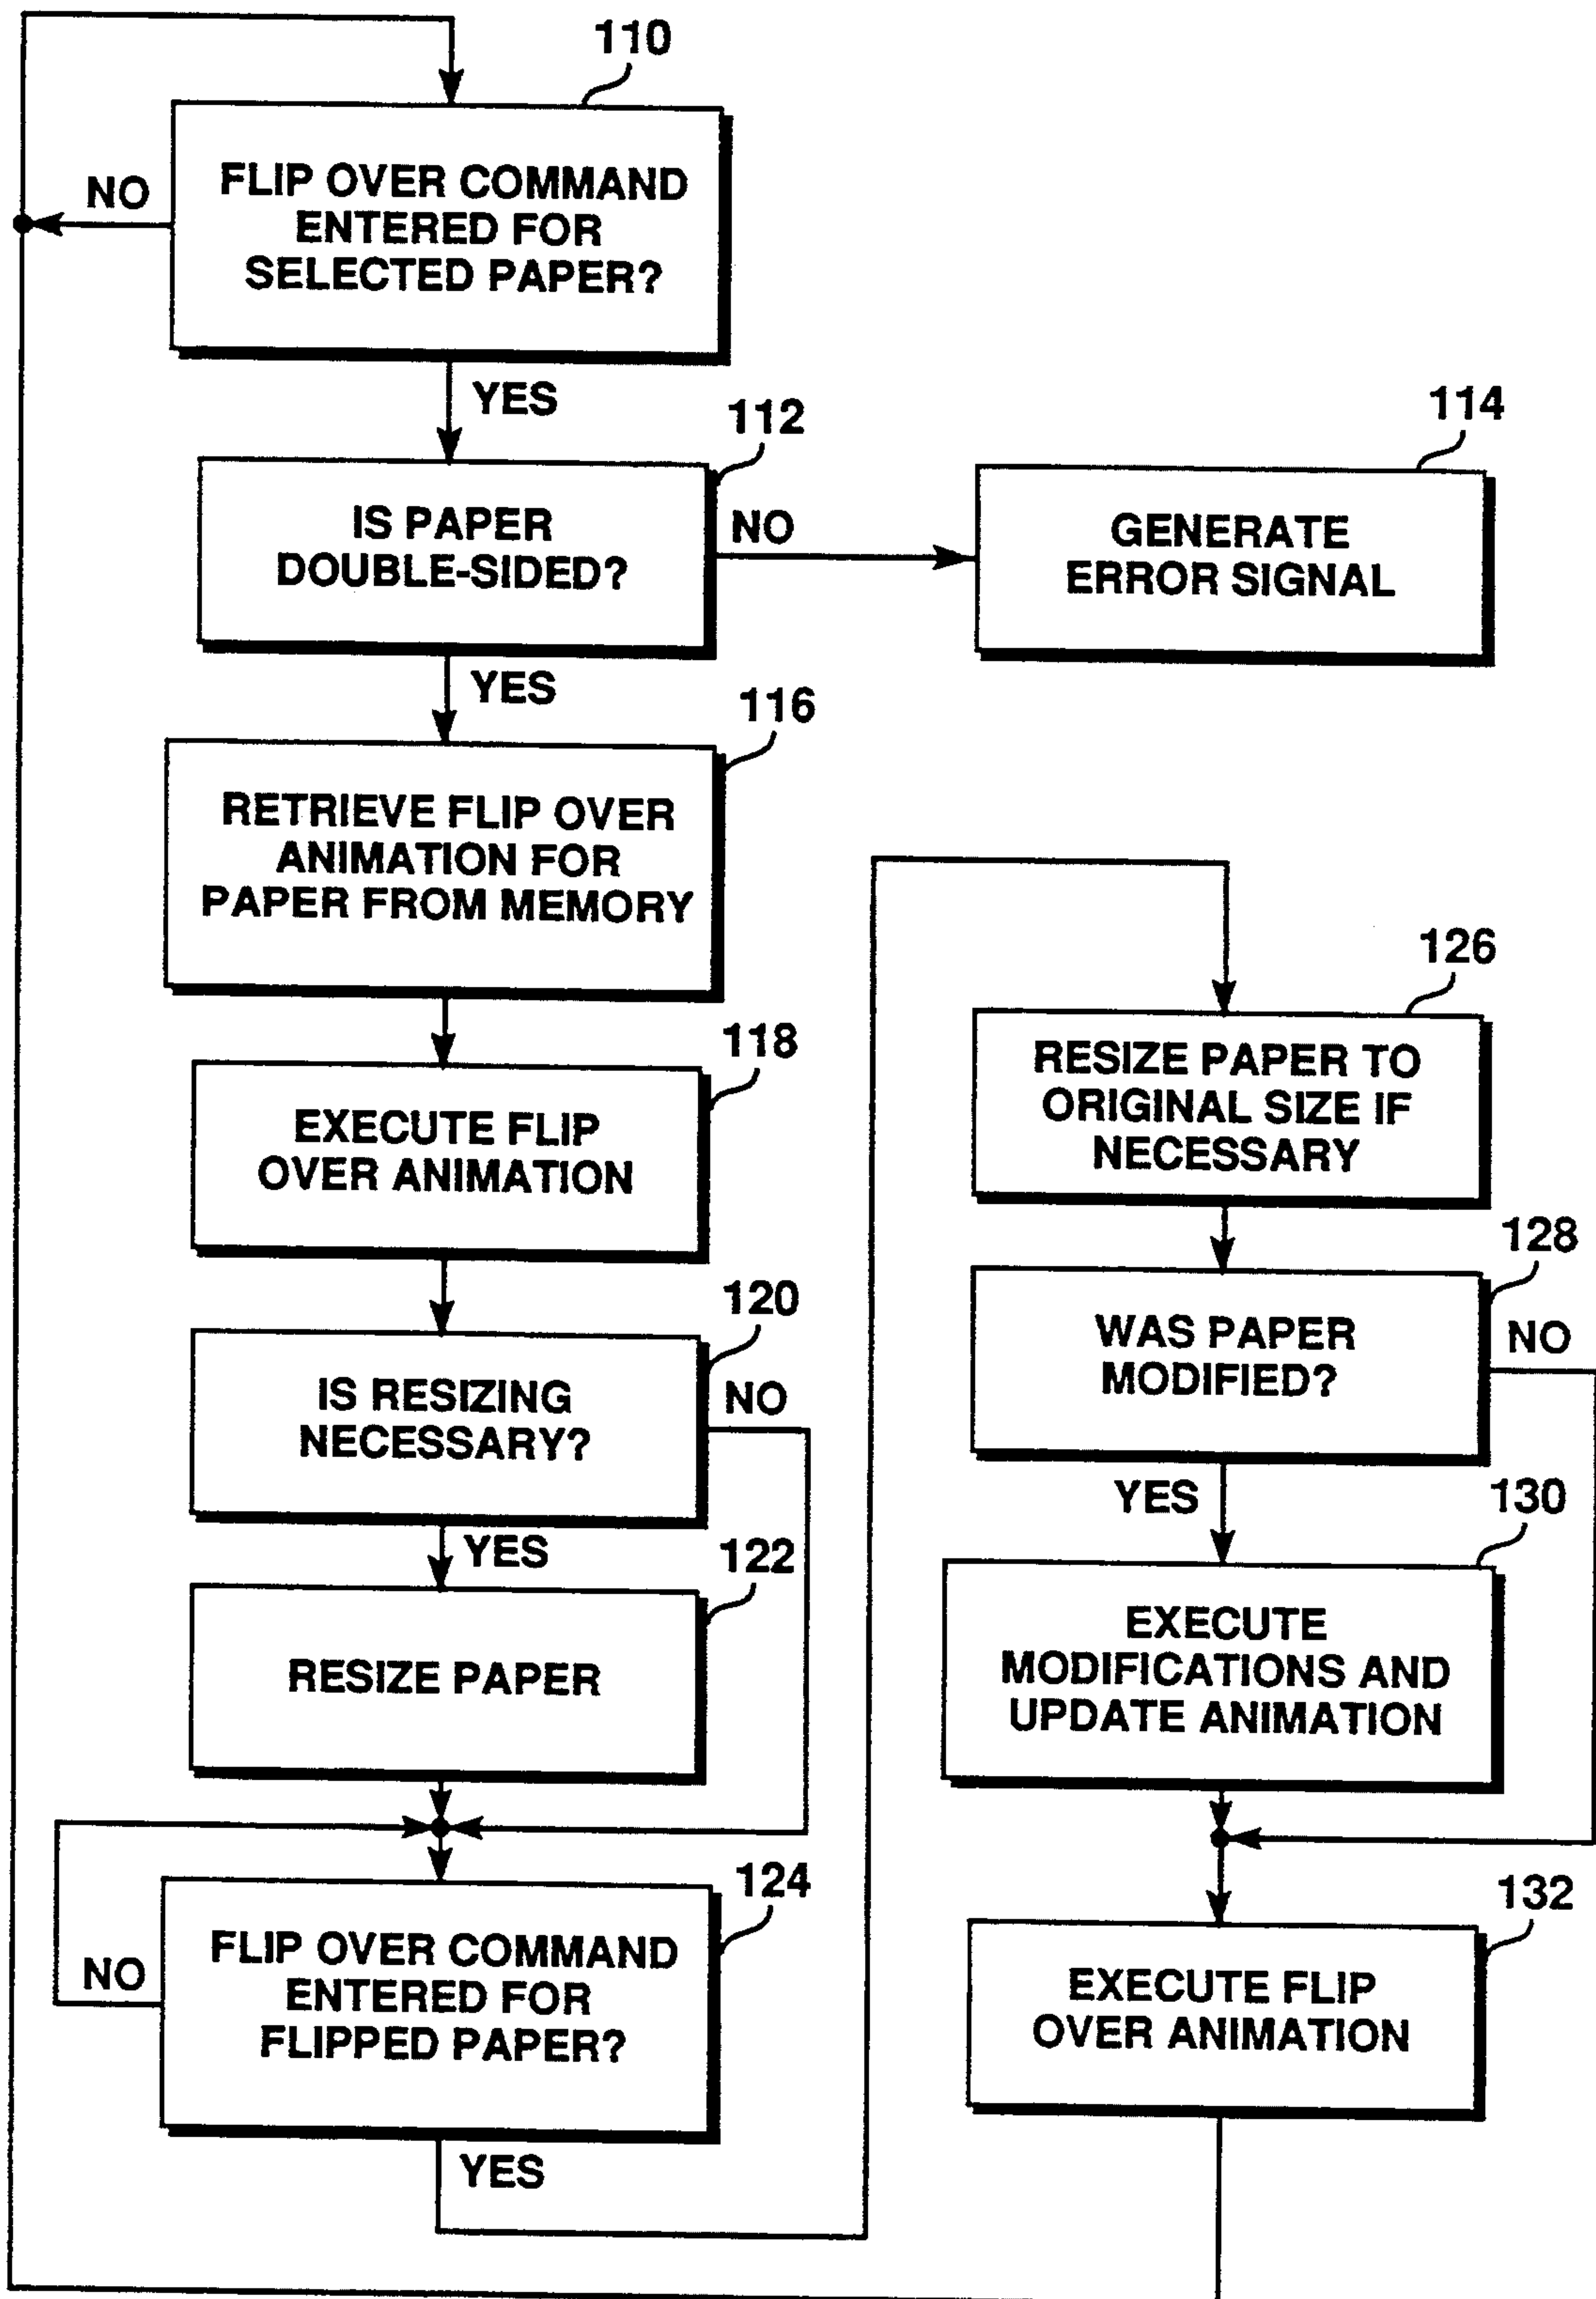 110
FLIP OVER COMMAND
ENTERED FOR
SELECTED PAPER?
NO
YES
112
IS PAPER
DOUBLE-SIDED?
NO
114
GENERATE
ERROR SIGNAL
YES
116
RETRIEVE FLIP OVER
ANIMATION FOR
PAPER FROM MEMORY
118
EXECUTE FLIP
OVER ANIMATION
120
IS RESIZING
NECESSARY?
NO
YES
122
RESIZE PAPER
124
FLIP OVER COMMAND
ENTERED FOR
FLIPPED PAPER?
NO
YES
126
RESIZE PAPER TO
ORIGINAL SIZE IF
NECESSARY
128
WAS PAPER
MODIFIED?
NO
YES
130
EXECUTE
MODIFICATIONS AND
UPDATE ANIMATION
132
EXECUTE FLIP
OVER ANIMATION